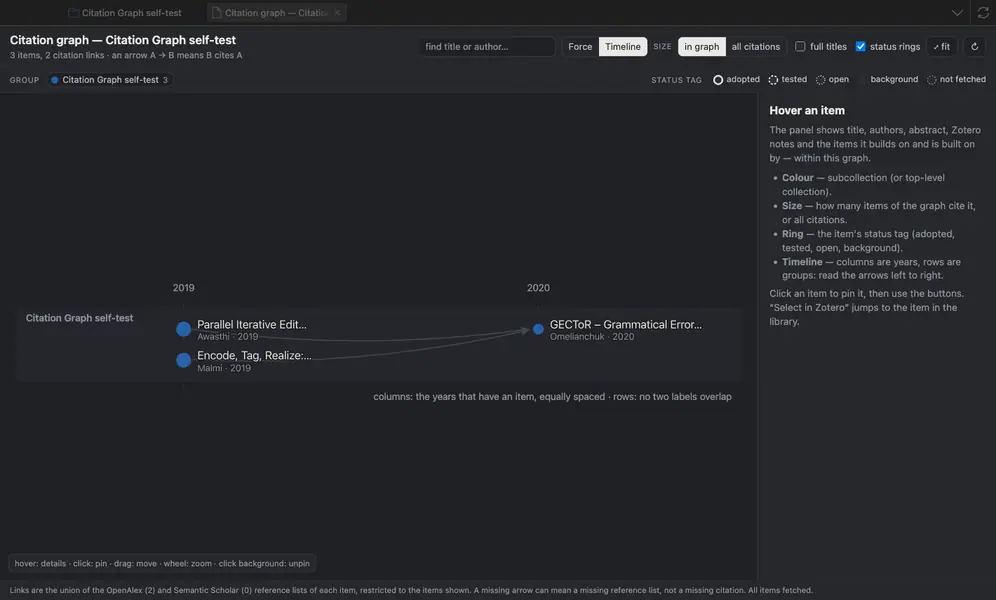 Citation Graph self-test
Citation graph — Citatio
Citation graph — Citation Graph self-test
3 items, 2 citation links · an arrow A → B means B cites A
find title or author...
Force Timeline SIZE in graph all citations full titles status rings fit
GROUP Citation Graph self-test 3
STATUS TAG adopted tested open background not fetched
2019 2020
Citation Graph self-test
Parallel Iterative Edit...
Awasthi · 2019
GECToR – Grammatical Error...
Omelianchuk · 2020
Encode, Tag, Realize:...
Malmi · 2019
columns: the years that have an item, equally spaced · rows: no two labels overlap
Hover an item
The panel shows title, authors, abstract, Zotero
notes and the items it builds on and is built on
by — within this graph.
• Colour — subcollection (or top-level
collection).
• Size — how many items of the graph cite it,
or all citations.
• Ring — the item's status tag (adopted,
tested, open, background).
• Timeline — columns are years, rows are
groups: read the arrows left to right.
Click an item to pin it, then use the buttons.
"Select in Zotero" jumps to the item in the
library.
hover: details · click: pin · drag: move · wheel: zoom · click background: unpin
Links are the union of the OpenAlex (2) and Semantic Scholar (0) reference lists of each item, restricted to the items shown. A missing arrow can mean a missing reference list, not a missing citation. All items fetched.